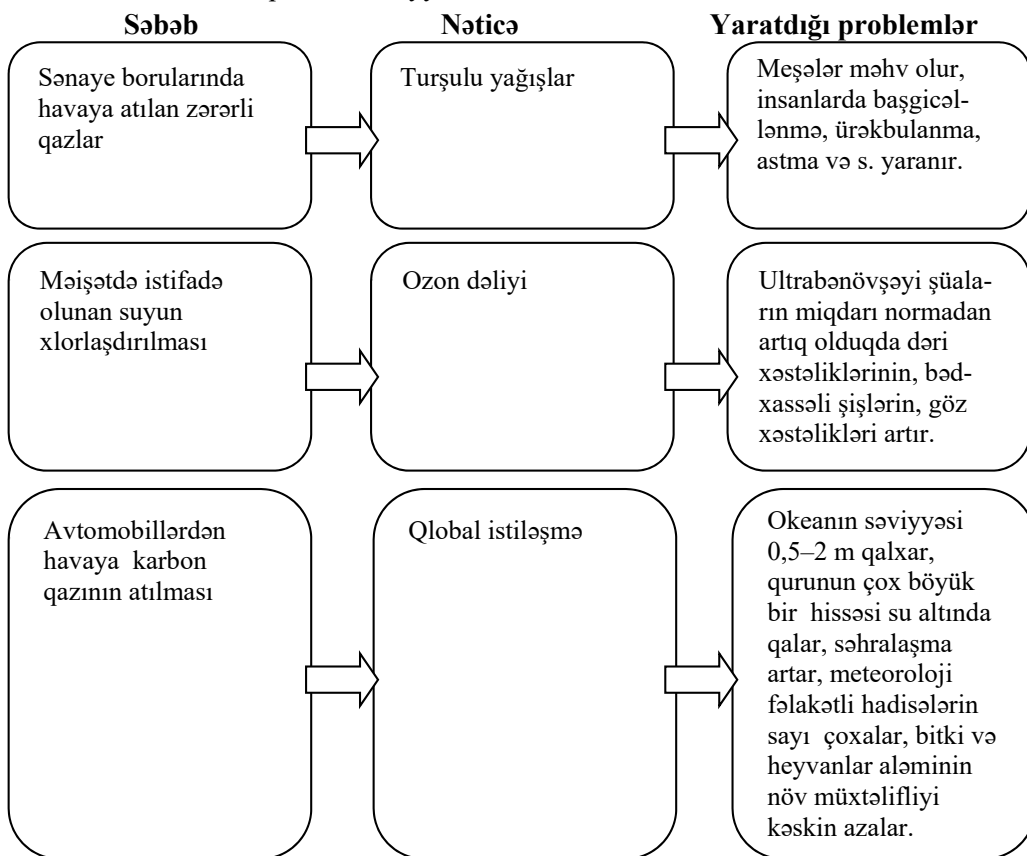 Səbəb
Nəticə
Yaratdığı problemlər
Sənaye borularında
havaya atılan zərərli
qazlar
Turşulu yağışlar
Meşələr məhv olur,
insanlarda başgicəl-
lənmə, ürəkbulanma,
astma və s. yaranır.
Məişətdə istifadə
olunan suyun
xlorlaşdırılması
Ozon dəliyi
Ultrabənövşəyi şüala-
rın miqdarı normadan
artıq olduqda dəri
xəstəliklərinin, bəd-
xassəli şişlərin, göz
xəstəlikləri artır.
Avtomobillərdən
havaya karbon
qazının atılması
Qlobal istiləşmə
Okeanın səviyyəsi
0,5–2 m qalxar,
qurunun çox böyük
bir hissəsi su altında
qalar, səhralaşma
artar, meteoroloji
fəlakətli hadisələrin
sayı çoxalar, bitki və
heyvanlar aləminin
növ müxtəlifliyi
kəskin azalar.